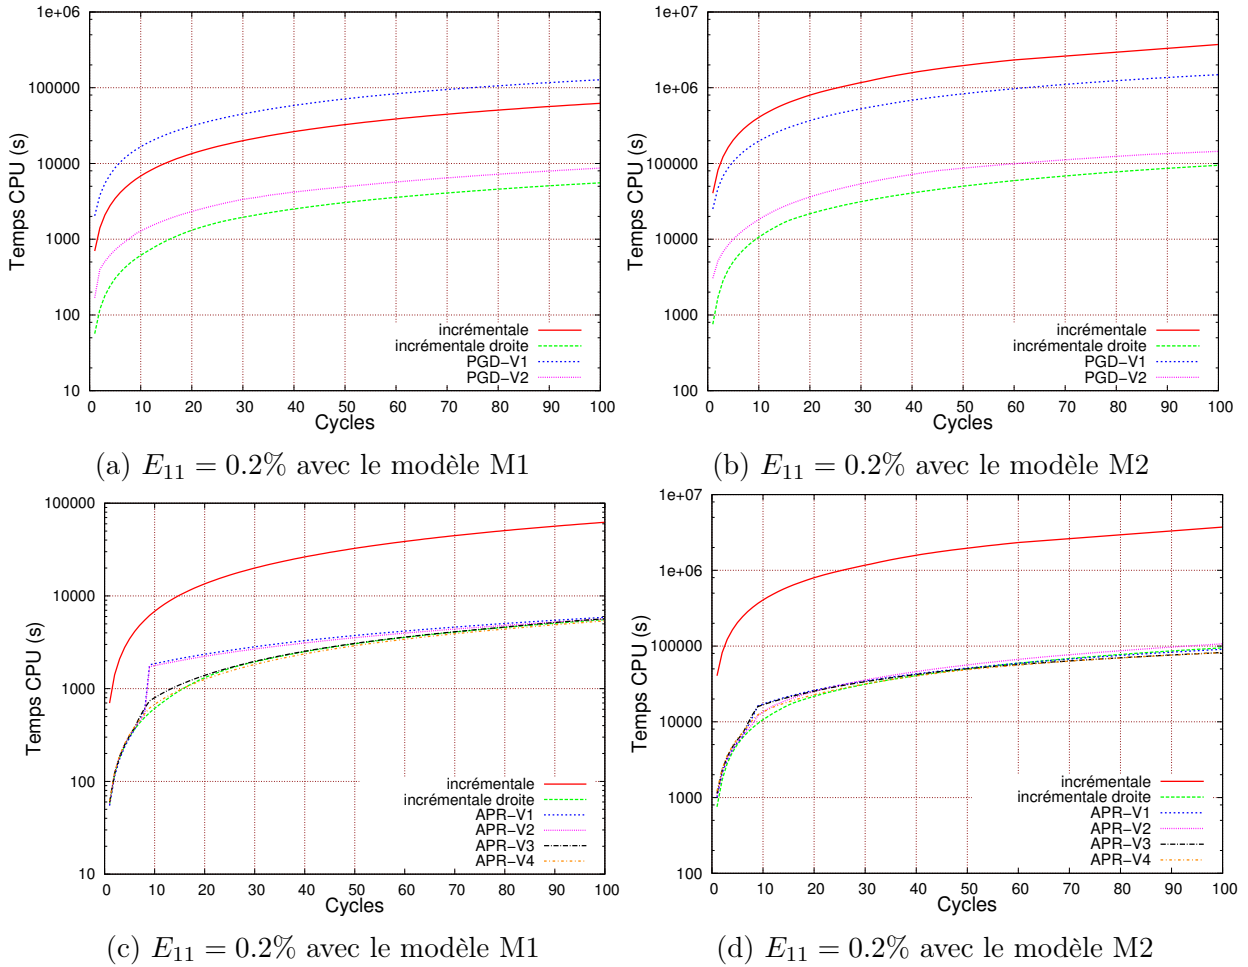 1e+06
100000
10000
1000
100
10
Temps CPU (s)
incrémentale
incrémentale droite
PGD-V1
PGD-V2
0 10 20 30 40 50 60 70 80 90 100
Cycles
(a) E11 = 0.2% avec le modèle M1
1e+07
1e+06
100000
10000
1000
100
Temps CPU (s)
incrémentale
incrémentale droite
PGD-V1
PGD-V2
0 10 20 30 40 50 60 70 80 90 100
Cycles
(b) E11 = 0.2% avec le modèle M2
100000
10000
1000
100
10
Temps CPU (s)
incrémentale
incrémentale droite
APR-V1
APR-V2
APR-V3
APR-V4
0 10 20 30 40 50 60 70 80 90 100
Cycles
(c) E11 = 0.2% avec le modèle M1
1e+07
1e+06
100000
10000
1000
100
Temps CPU (s)
incrémentale
incrémentale droite
APR-V1
APR-V2
APR-V3
APR-V4
0 10 20 30 40 50 60 70 80 90 100
Cycles
(d) E11 = 0.2% avec le modèle M2